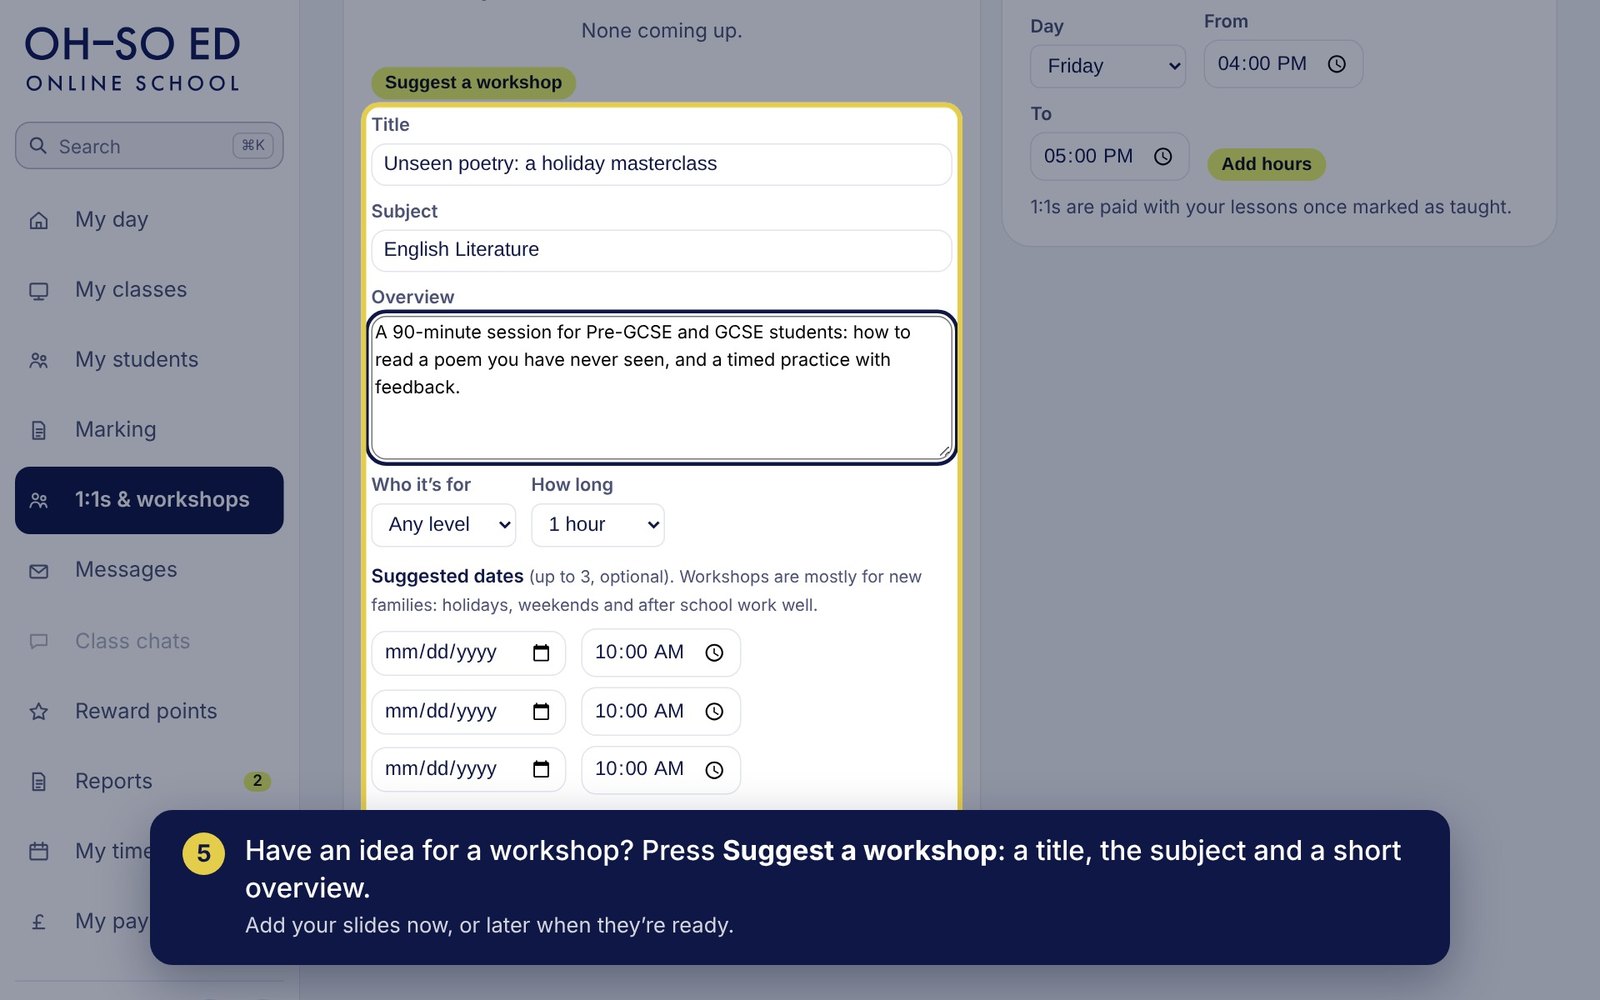 OH-SO ED
ONLINE SCHOOL
Search ⌘K
My day
My classes
My students
Marking
1:1s & workshops
Messages
Class chats
Reward points
Reports 2
My time
My pay
None coming up.
Suggest a workshop
Title
Unseen poetry: a holiday masterclass
Subject
English Literature
Overview
A 90-minute session for Pre-GCSE and GCSE students: how to
read a poem you have never seen, and a timed practice with
feedback.
Who it’s for How long
Any level 1 hour
Suggested dates (up to 3, optional). Workshops are mostly for new
families: holidays, weekends and after school work well.
mm/dd/yyyy 10:00 AM
mm/dd/yyyy 10:00 AM
mm/dd/yyyy 10:00 AM
Day From
Friday 04:00 PM
To
05:00 PM Add hours
1:1s are paid with your lessons once marked as taught.
5 Have an idea for a workshop? Press Suggest a workshop: a title, the subject and a short
overview.
Add your slides now, or later when they’re ready.